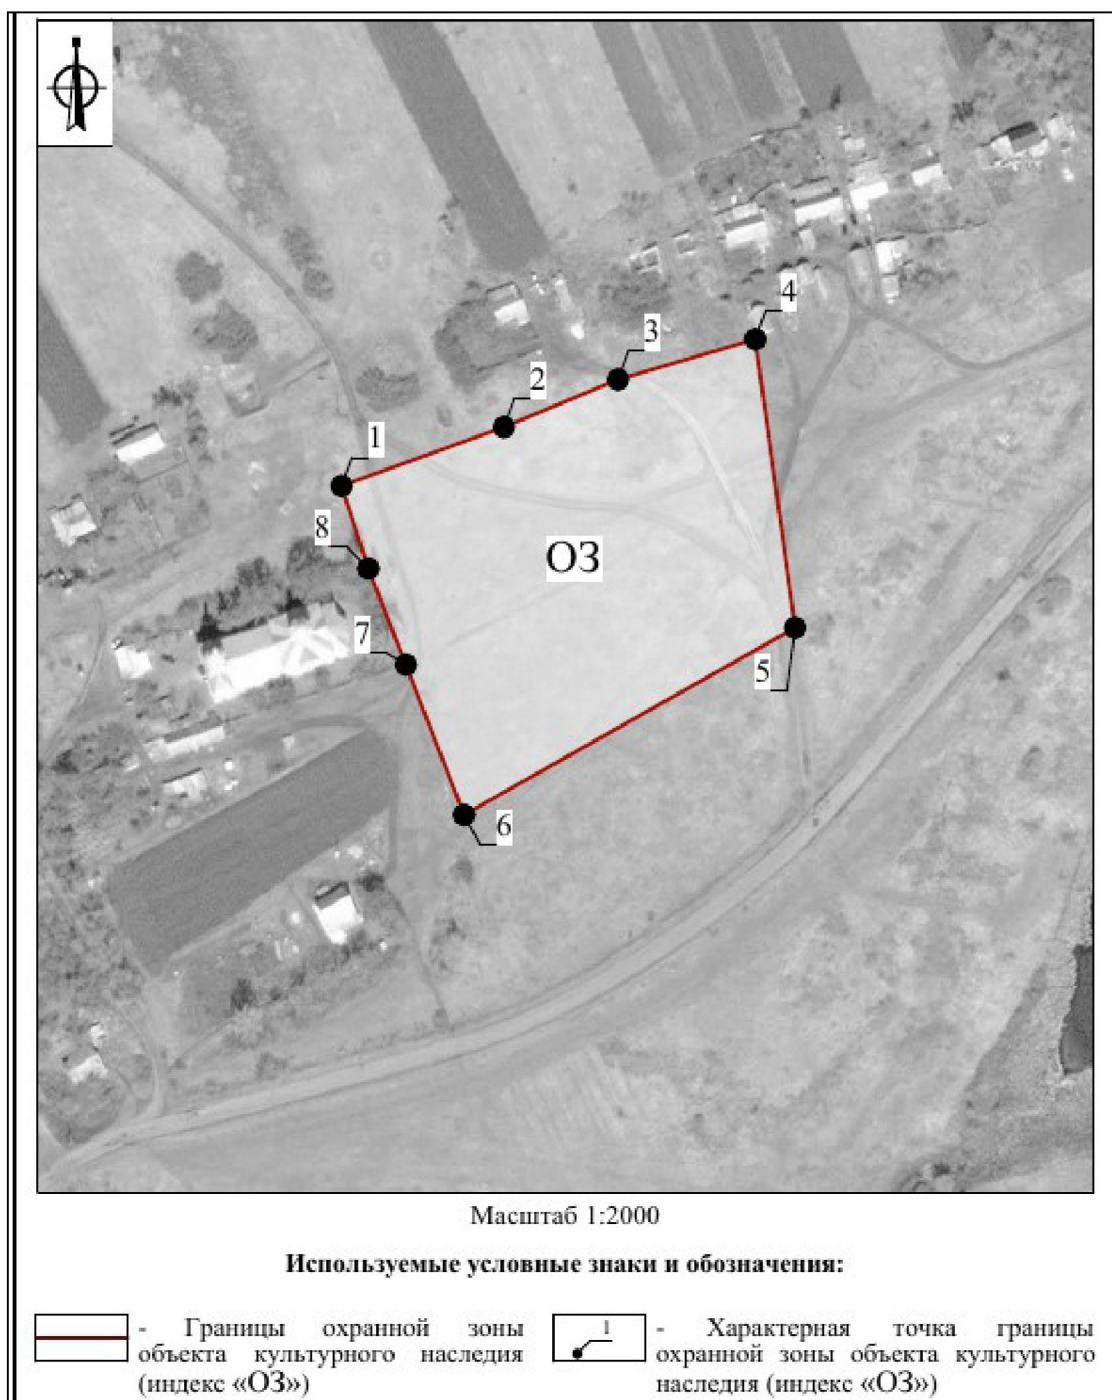 4
3
2
1
8
ОЗ
7
5
6
Масштаб 1:2000
Используемые условные знаки и обозначения:
- Границы охранной зоны
объекта культурного наследия
(индекс «ОЗ»)
1
- Характерная точка границы
охранной зоны объекта культурного
наследия (индекс «ОЗ»)